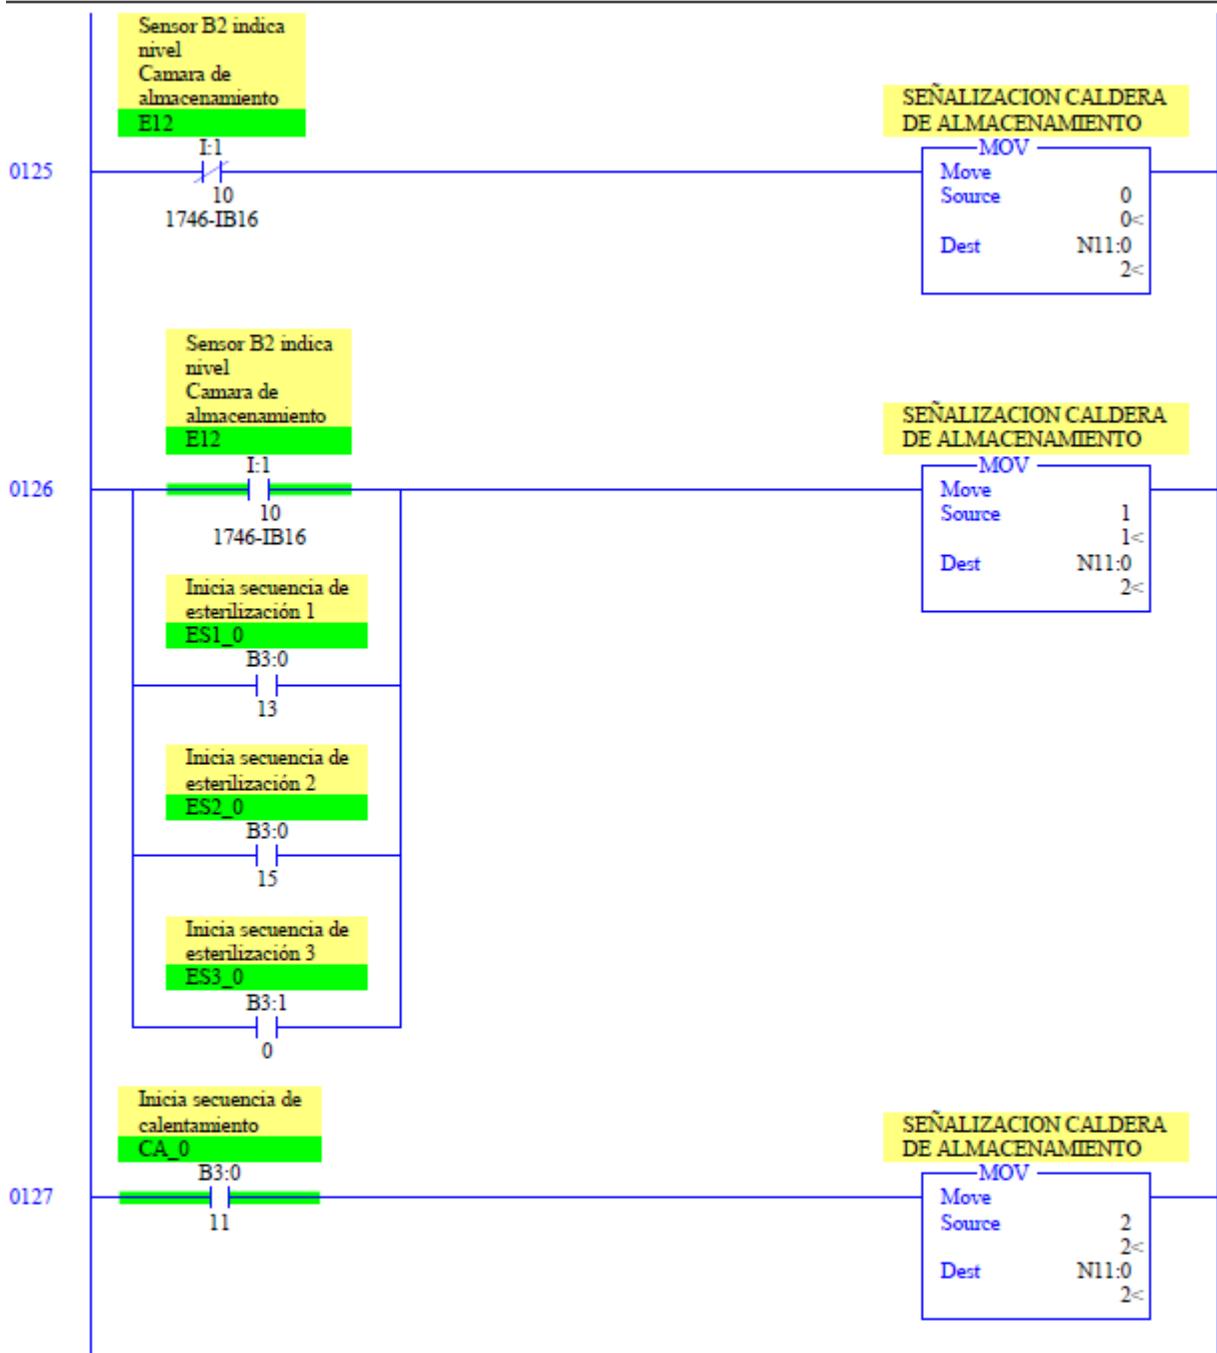 Sensor B2 indica
nivel
Camara de
almacenamiento
E12
I:1
0125
10
1746-IB16
SEÑALIZACION CALDERA
DE ALMACENAMIENTO
MOV
Move
Source 0
0<
Dest N11:0
2<
Sensor B2 indica
nivel
Camara de
almacenamiento
E12
I:1
0126
10
1746-IB16
SEÑALIZACION CALDERA
DE ALMACENAMIENTO
MOV
Move
Source 1
1<
Dest N11:0
2<
Inicia secuencia de
esterilización 1
ES1_0
B3:0
13
Inicia secuencia de
esterilización 2
ES2_0
B3:0
15
Inicia secuencia de
esterilización 3
ES3_0
B3:1
0
Inicia secuencia de
calentamiento
CA_0
B3:0
0127
11
SEÑALIZACION CALDERA
DE ALMACENAMIENTO
MOV
Move
Source 2
2<
Dest N11:0
2<